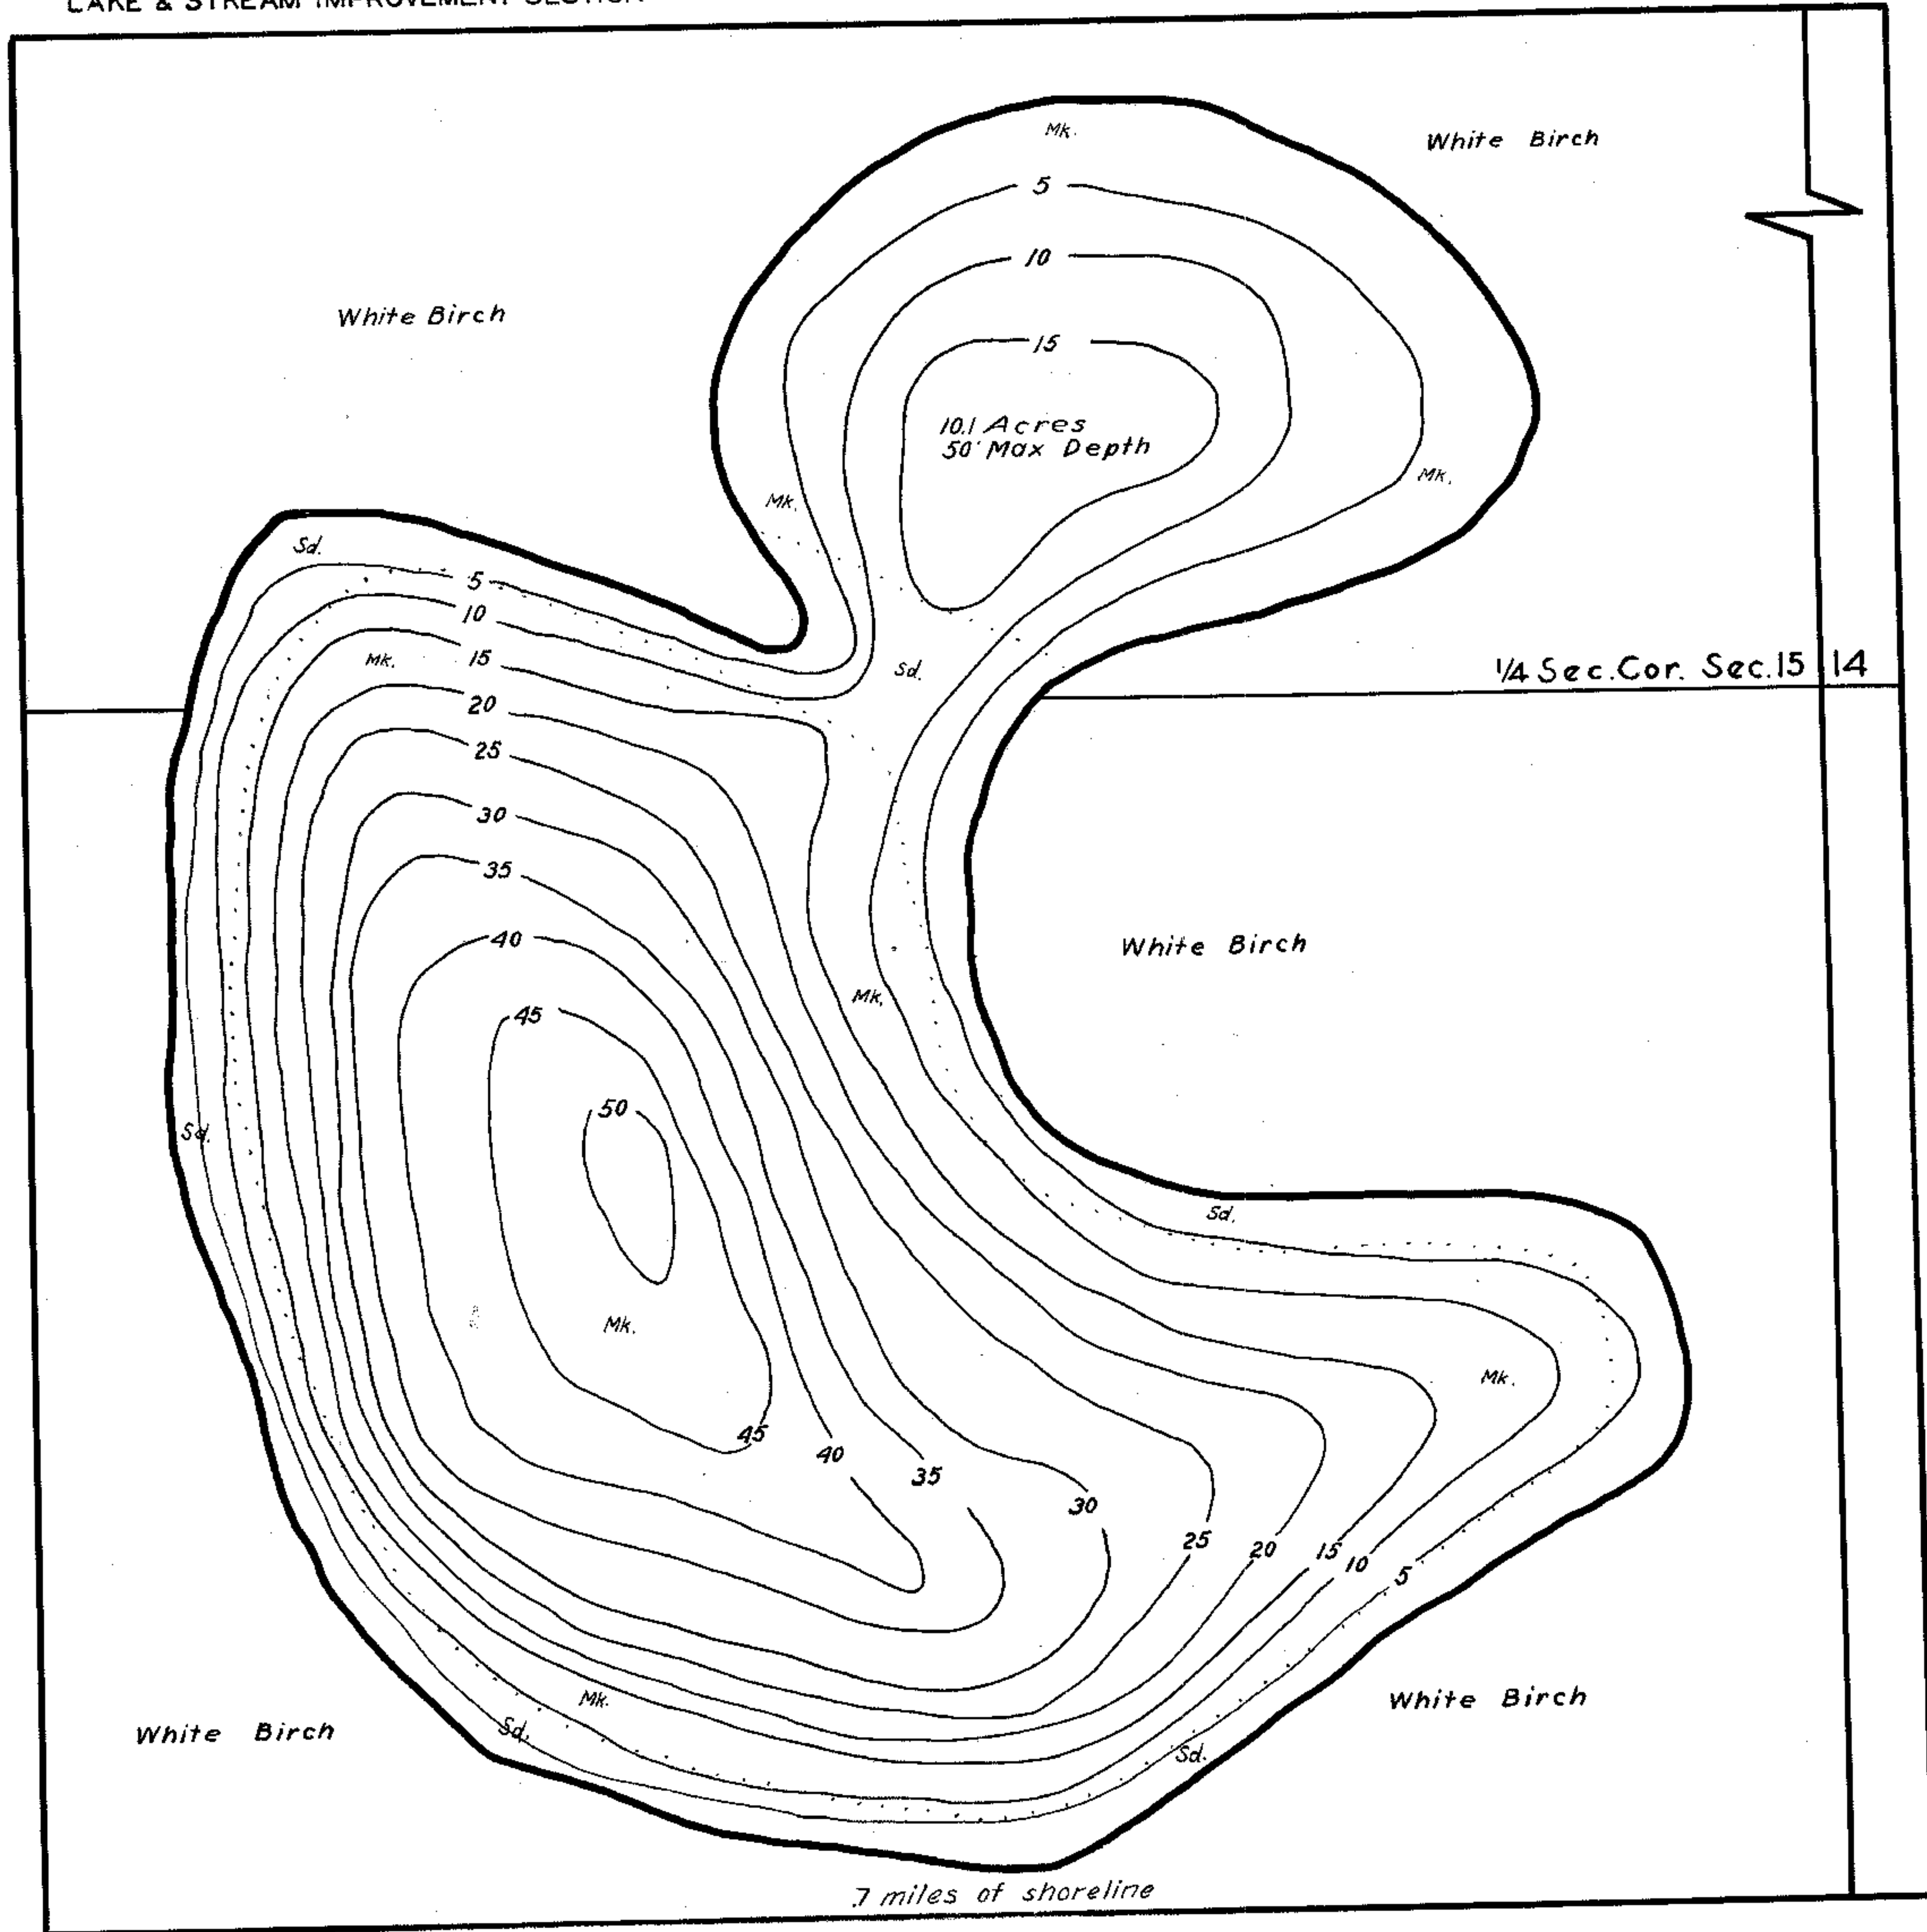 LAKE & STREAM IMPROVEMENT SECTION
Mk.
White Birch
5
10
White Birch
15
10.1 Acres
50' Max Depth
Mk.
Mk.
Sd.
5
10
Mk.
15
Sd.
1/4 Sec. Cor. Sec. 15 14
20
25
30
35
40
White Birch
Mk.
45
50
Sd.
Sd.
Mk.
Mk.
45
40
35
30
25
20
15
10
5
Mk.
White Birch
White Birch
Sd.
Sd.
.7 miles of shoreline